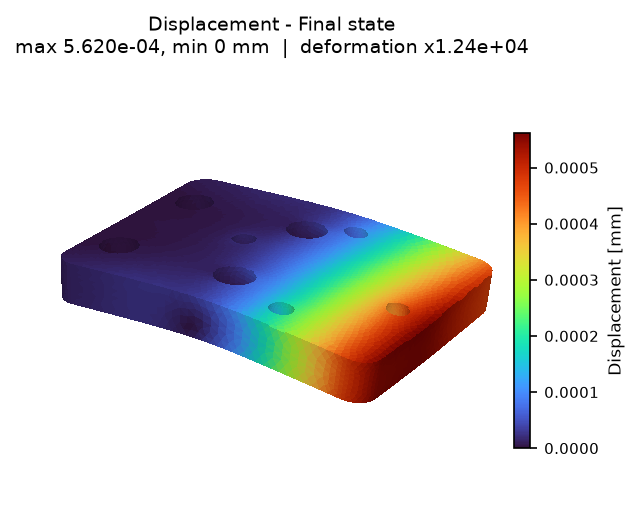 Displacement - Final state
max 5.620e-04, min 0 mm  |  deformation x1.24e+04
0.0005
0.0004
0.0003
0.0002
0.0001
0.0000
Displacement [mm]